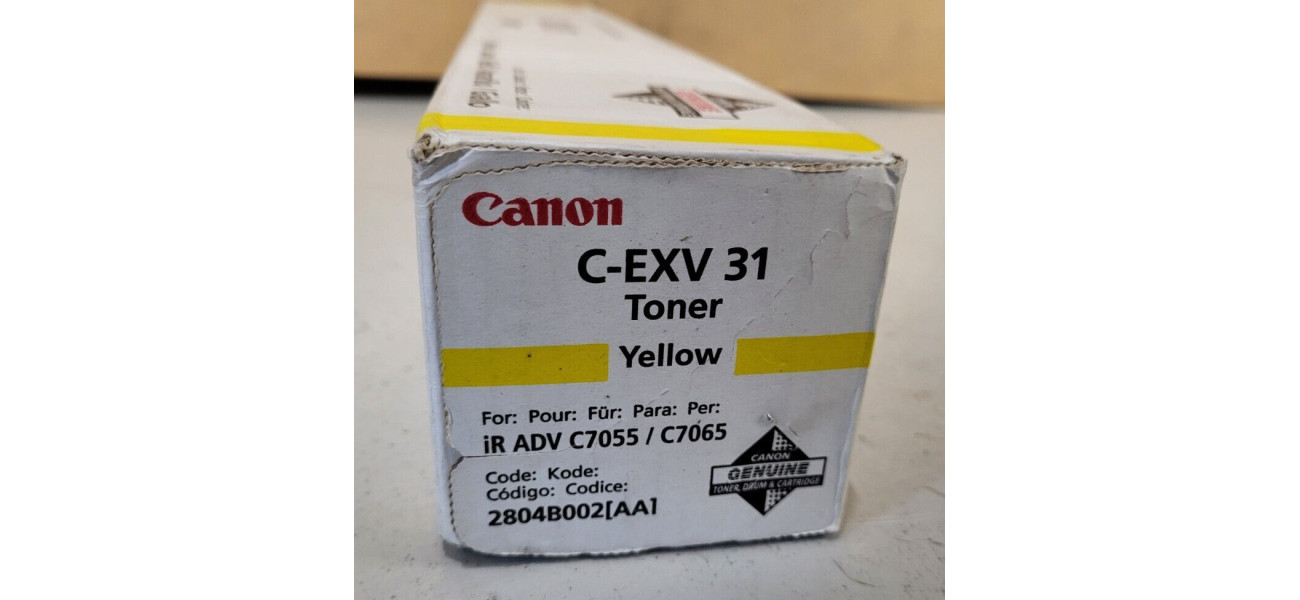 Canon
C-EXV 31
Toner
Yellow
For: Pour: Für: Para: Per:
iR ADV C7055 / C7065
Code: Kode:
Código: Codice:
2804B002[AA]
CANON
GENUINE
TONER, DRUM & CARTRIDGE